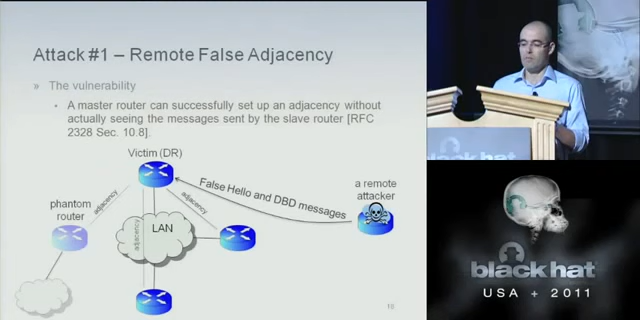 Attack #1 – Remote False Adjacency
» The vulnerability
• A master router can successfully set up an adjacency without
actually seeing the messages sent by the slave router [RFC
2328 Sec. 10.8].
Victim (DR)
False Hello and DBD messages
a remote
attacker
phantom
router
adjacency
adjacency
adjacency
LAN
18
black hat
black hat
USA + 2011